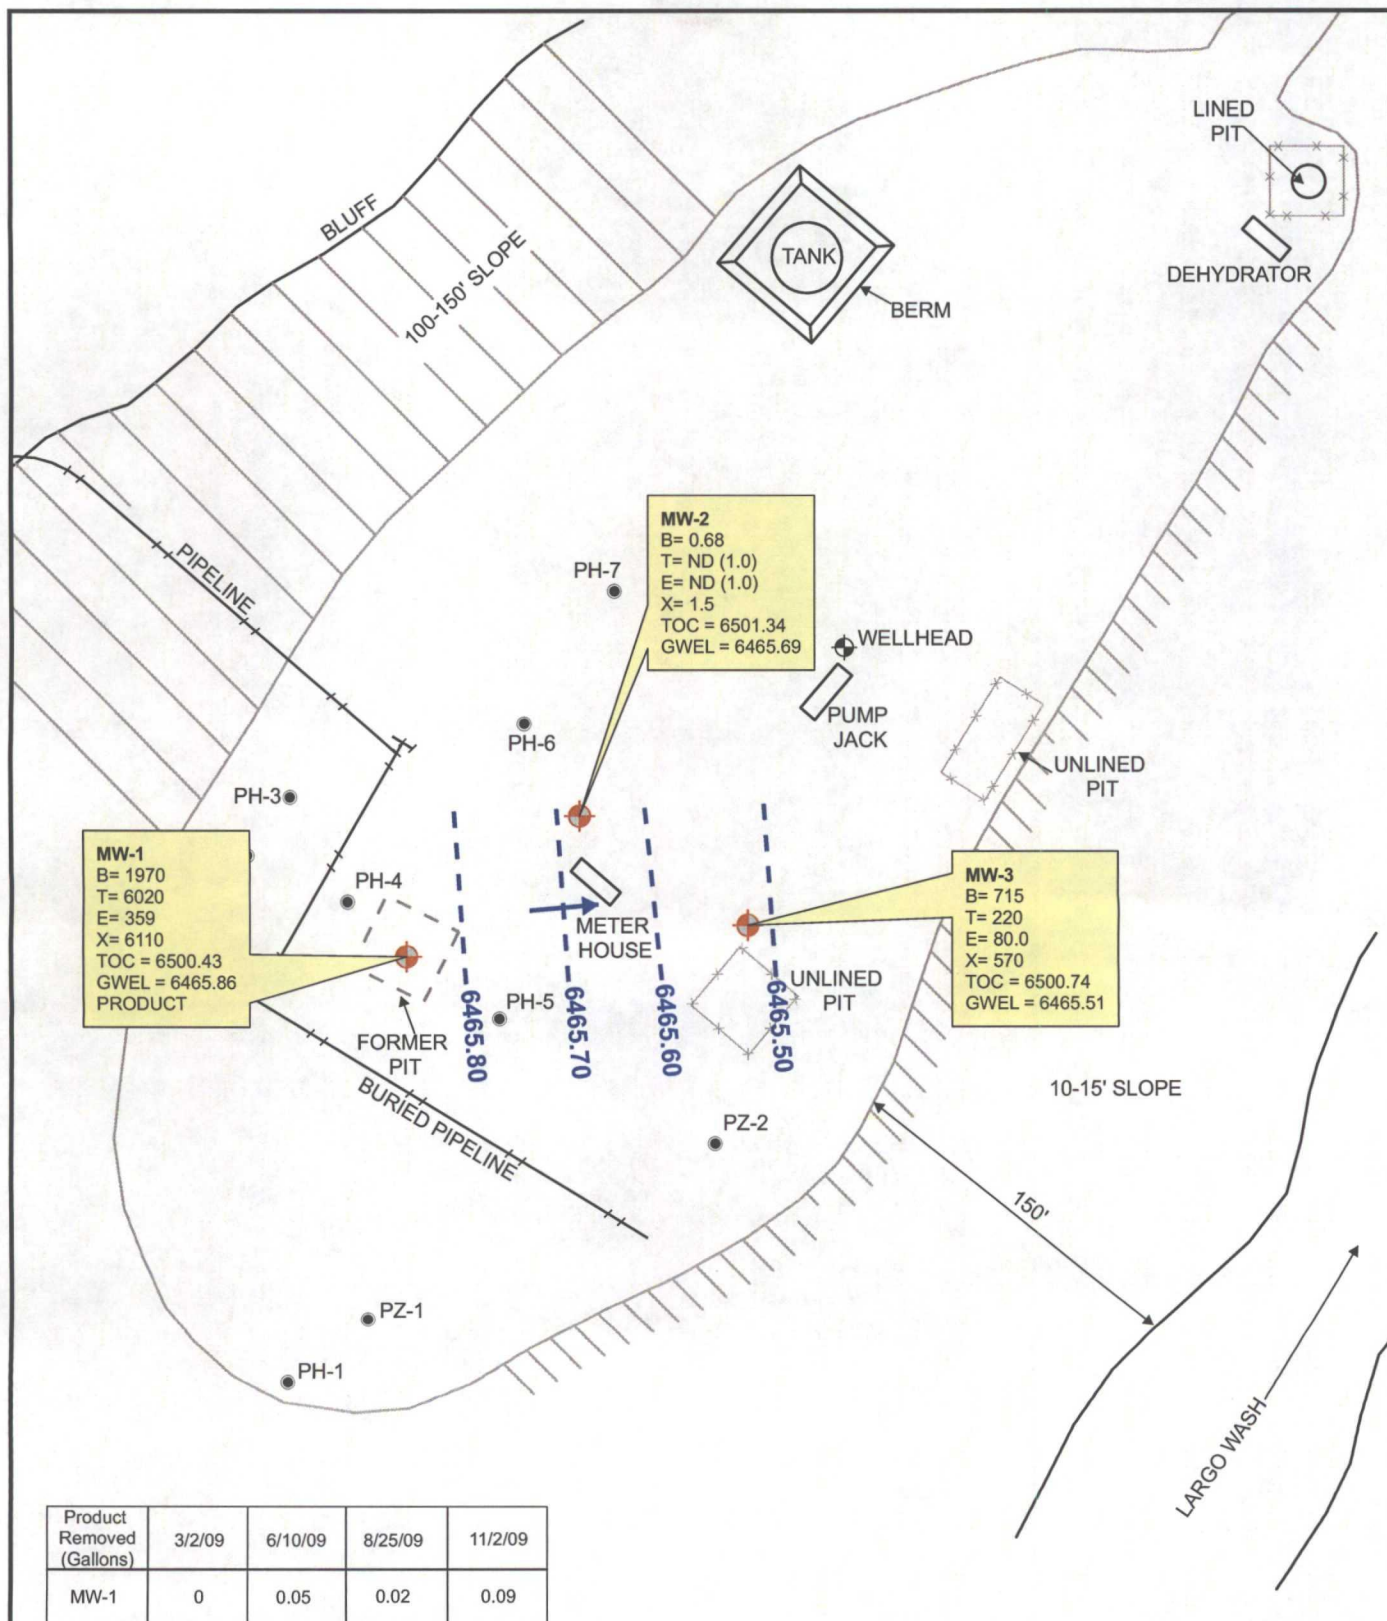 LINED
PIT
BLUFF
100-150' SLOPE
TANK
DEHYDRATOR
BERM
PIPELINE
MW-2
B= 0.68
T= ND (1.0)
E= ND (1.0)
X= 1.5
TOC = 6501.34
GWEL = 6465.69
PH-7
WELLHEAD
PH-6
PUMP
JACK
UNLINED
PIT
PH-3
MW-1
B= 1970
T= 6020
E= 359
X= 6110
TOC = 6500.43
GWEL = 6465.86
PRODUCT
PH-4
METER
HOUSE
MW-3
B= 715
T= 220
E= 80.0
X= 570
TOC = 6500.74
GWEL = 6465.51
UNLINED
PIT
PH-5
6465.80
6465.70
6465.60
6465.50
FORMER
PIT
BURIED PIPELINE
10-15' SLOPE
PZ-2
150'
PZ-1
PH-1
LARGO WASH
Product
Removed
(Gallons)
3/2/09
6/10/09
8/25/09
11/2/09
MW-1
0
0.05
0.02
0.09